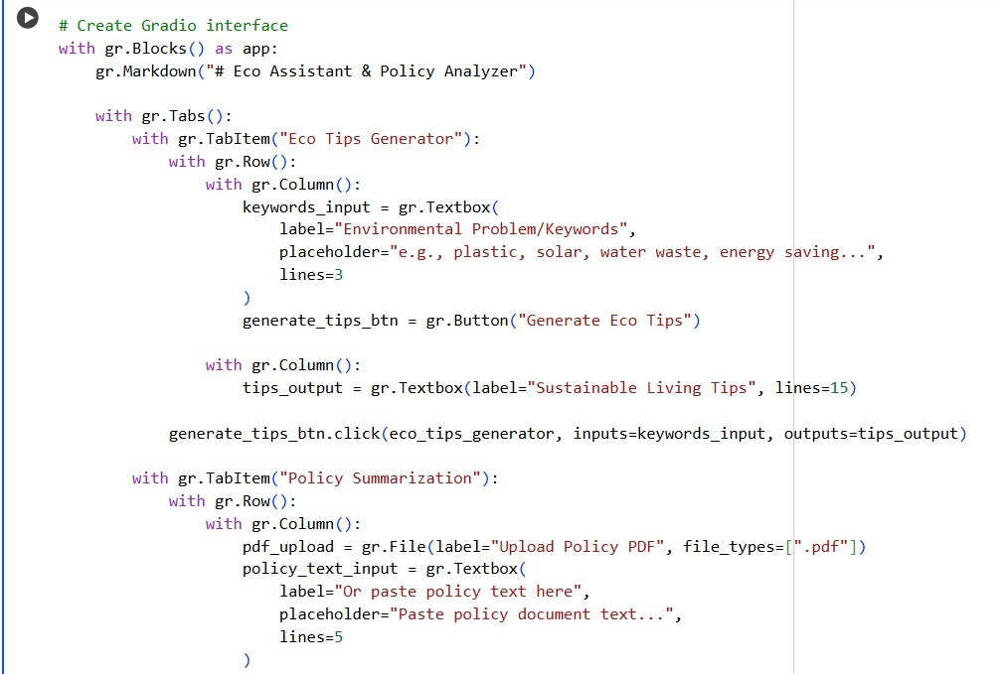 # Create Gradio interface
with gr.Blocks() as app:
    gr.Markdown("# Eco Assistant & Policy Analyzer")

    with gr.Tabs():
        with gr.TabItem("Eco Tips Generator"):
            with gr.Row():
                with gr.Column():
                    keywords_input = gr.Textbox(
                        label="Environmental Problem/Keywords",
                        placeholder="e.g., plastic, solar, water waste, energy saving...",
                        lines=3
                    )
                    generate_tips_btn = gr.Button("Generate Eco Tips")

                with gr.Column():
                    tips_output = gr.Textbox(label="Sustainable Living Tips", lines=15)

            generate_tips_btn.click(eco_tips_generator, inputs=keywords_input, outputs=tips_output)

        with gr.TabItem("Policy Summarization"):
            with gr.Row():
                with gr.Column():
                    pdf_upload = gr.File(label="Upload Policy PDF", file_types=[".pdf"])
                    policy_text_input = gr.Textbox(
                        label="Or paste policy text here",
                        placeholder="Paste policy document text...",
                        lines=5
                    )